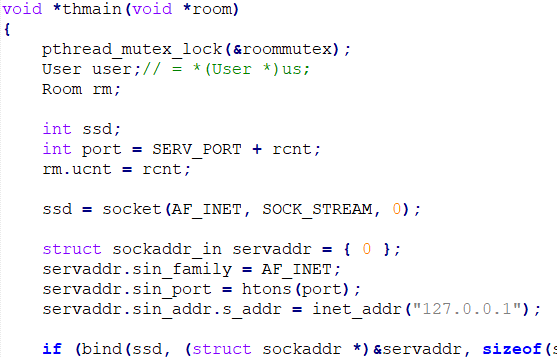 void *thmain(void *room)
{
    pthread_mutex_lock(&roommutex);
    User user;// = *(User *)us;
    Room rm;

    int ssd;
    int port = SERV_PORT + rcnt;
    rm.ucnt = rcnt;

    ssd = socket(AF_INET, SOCK_STREAM, 0);

    struct sockaddr_in servaddr = { 0 };
    servaddr.sin_family = AF_INET;
    servaddr.sin_port = htons(port);
    servaddr.sin_addr.s_addr = inet_addr("127.0.0.1");

    if (bind(ssd, (struct sockaddr *)&servaddr, sizeof(